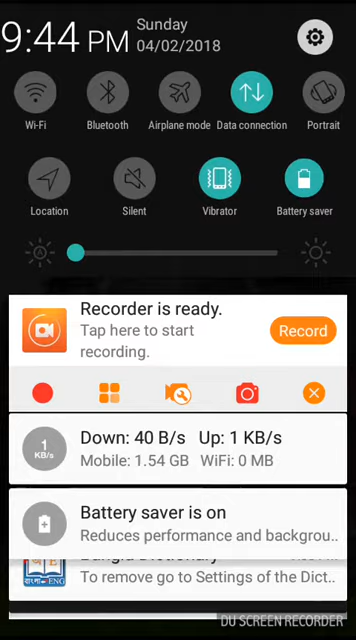 9:44 PM
Sunday
04/02/2018
Wi-Fi
Bluetooth
Airplane mode
Data connection
Portrait
Location
Silent
Vibrator
Battery saver
A
Recorder is ready.
Tap here to start
recording.
Record
1
KB/s
Down: 40 B/s Up: 1 KB/s
Mobile: 1.54 GB WiFi: 0 MB
Battery saver is on
Reduces performance and backgrou..
Bangla Dictionary
বাংলা ENG
To remove go to Settings of the Dict..
DU SCREEN RECORDER